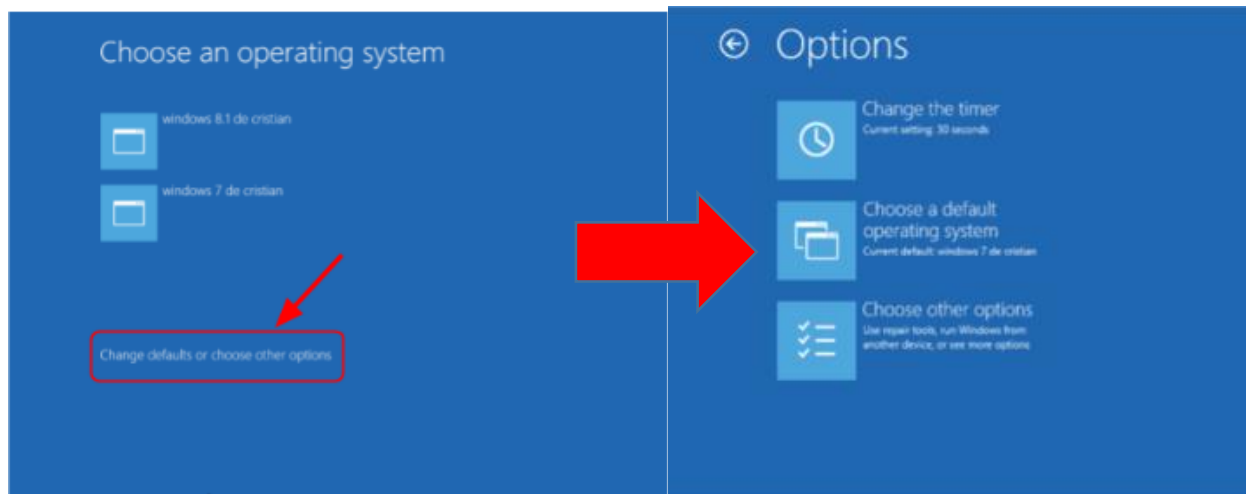 Choose an operating system
windows 8.1 de cristian
windows 7 de cristian
Change defaults or choose other options
Options
Change the timer
Current setting: 30 seconds
Choose a default
operating system
Current default: windows 7 de cristian
Choose other options
Use repair tools, run Windows from
another device, or see more options